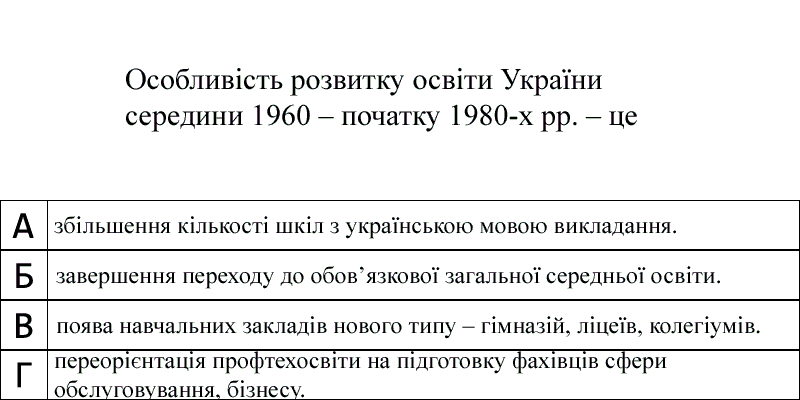 Особливість розвитку освіти України
середини 1960 – початку 1980-х рр. – це
А збільшення кількості шкіл з українською мовою викладання.
Б завершення переходу до обов’язкової загальної середньої освіти.
В поява навчальних закладів нового типу – гімназій, ліцеїв, колегіумів.
Г переорієнтація профтехосвіти на підготовку фахівців сфери
обслуговування, бізнесу.